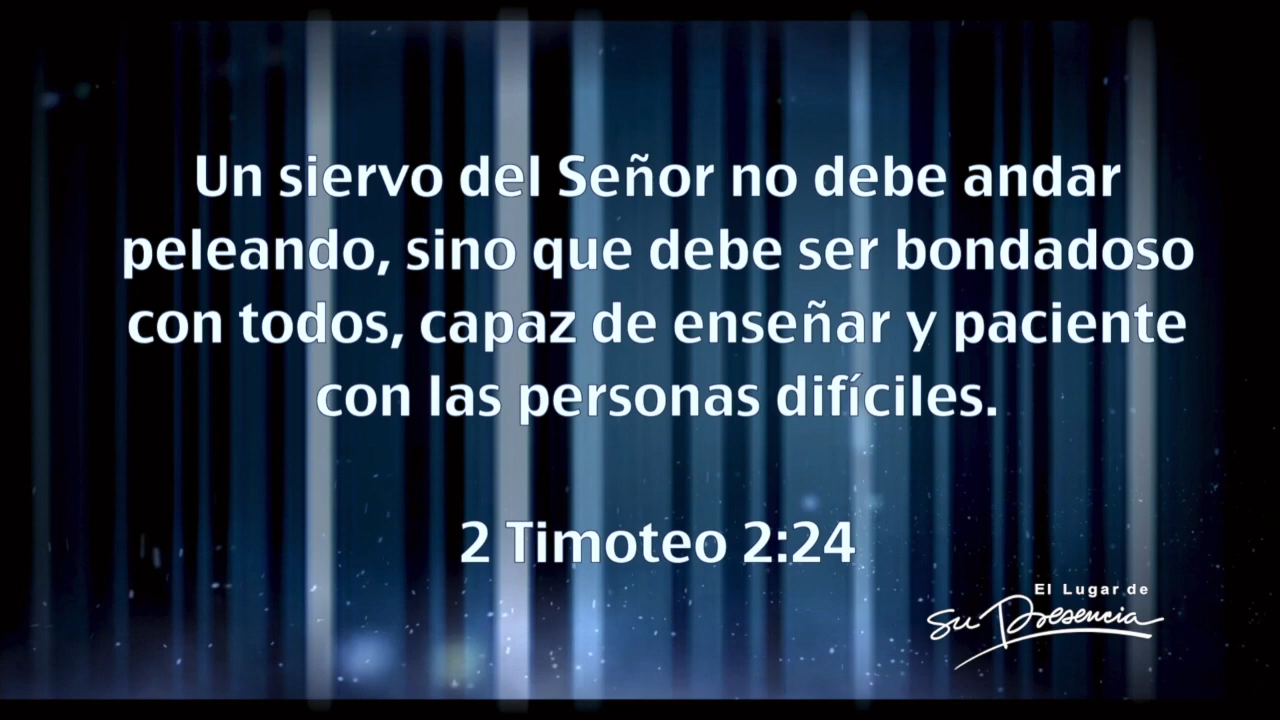 Un siervo del Señor no debe andar
peleando, sino que debe ser bondadoso
con todos, capaz de enseñar y paciente
con las personas difíciles.
2 Timoteo 2:24
El Lugar de
Su Presencia